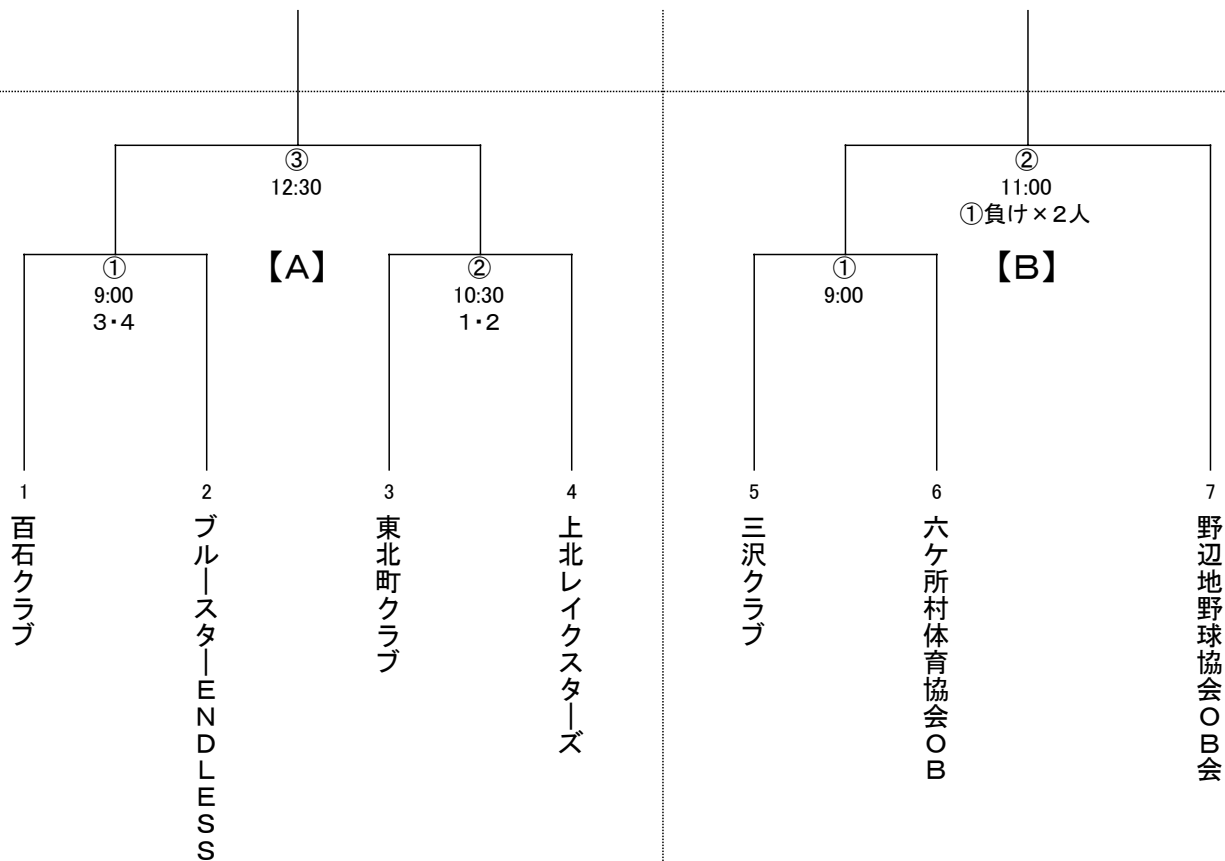 ③
12:30
②
11:00
①負け×2人
【A】
【B】
①
9:00
3・4
②
10:30
1・2
①
9:00
1
百石クラブ
2
ブルースターENDLESS
3
東北町クラブ
4
上北レイクスターズ
5
三沢クラブ
6
六ケ所村体育協会OB
7
野辺地野球協会OB会